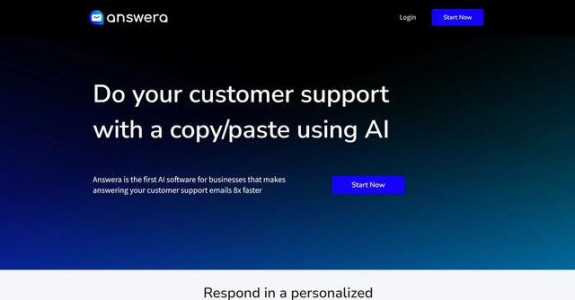 answera
Login
Start Now
Do your customer support
with a copy/paste using AI
Answera is the first AI software for businesses that makes
answering your customer support emails 8x faster
Start Now
Respond in a personalized